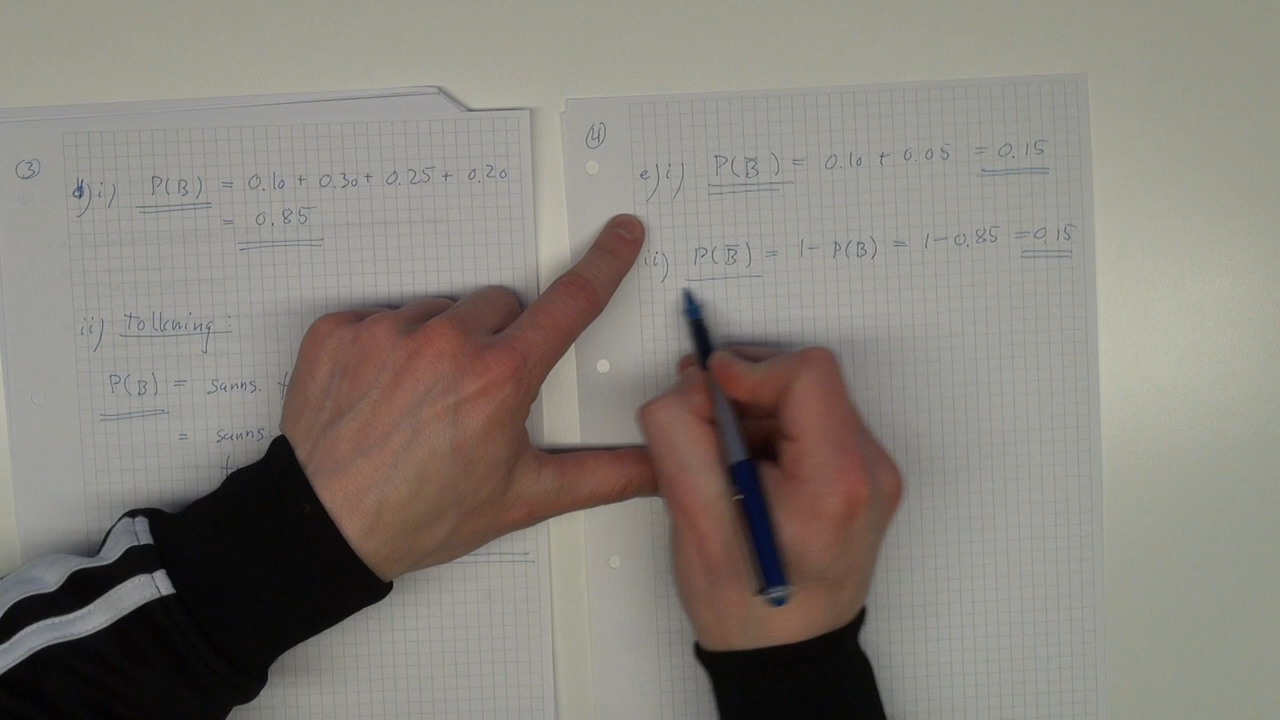 ③
d) i) P(B) = 0.10 + 0.30 + 0.25 + 0.20
= 0.85
ii) Tolkning:
P(B) = sanns.
= sanns.
④
e) i) P(B̅) = 0.10 + 0.05 = 0.15
ii) P(B̅) = 1 - P(B) = 1 - 0.85 = 0.15